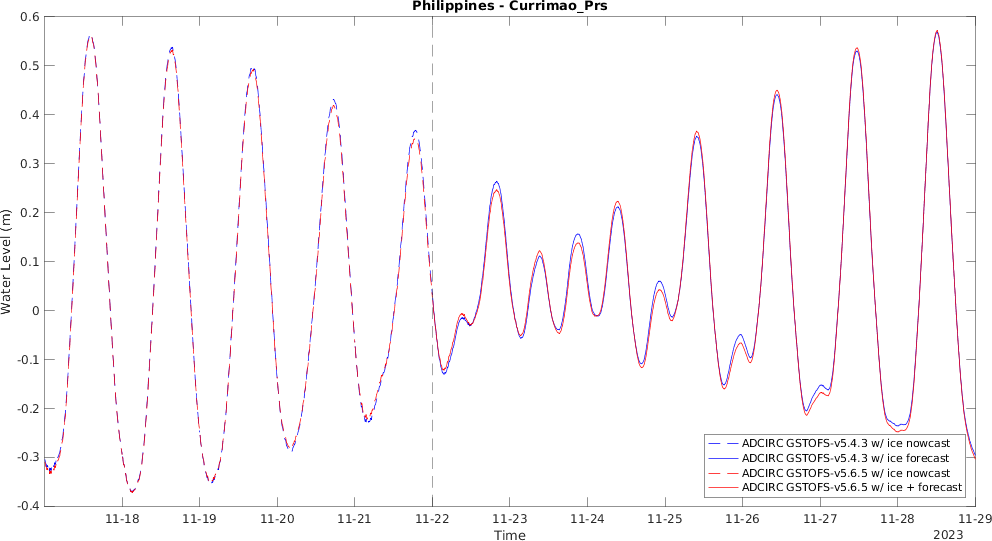 Philippines - Currimao_Prs
0.6
0.5
0.4
0.3
0.2
0.1
0
-0.1
-0.2
-0.3
-0.4
Water Level (m)
ADCIRC GSTOFS-v5.4.3 w/ ice nowcast
ADCIRC GSTOFS-v5.4.3 w/ ice forecast
ADCIRC GSTOFS-v5.6.5 w/ ice nowcast
ADCIRC GSTOFS-v5.6.5 w/ ice + forecast
11-18 11-19 11-20 11-21 11-22 11-23 11-24 11-25 11-26 11-27 11-28 11-29
Time
2023